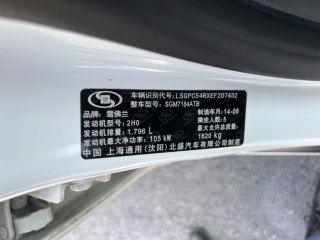 车辆识别代号: LSGPC54RXEF207402
整车型号: SGM7184ATB
品牌: 雪佛兰 制造年月: 14-08
发动机型号: 2H0 乘坐人数: 5
发动机排量: 1.796 L 最大允许总质量:
发动机最大净功率: 105 kW 1820 kg
中国 上海通用(沈阳)北盛汽车有限公司制造